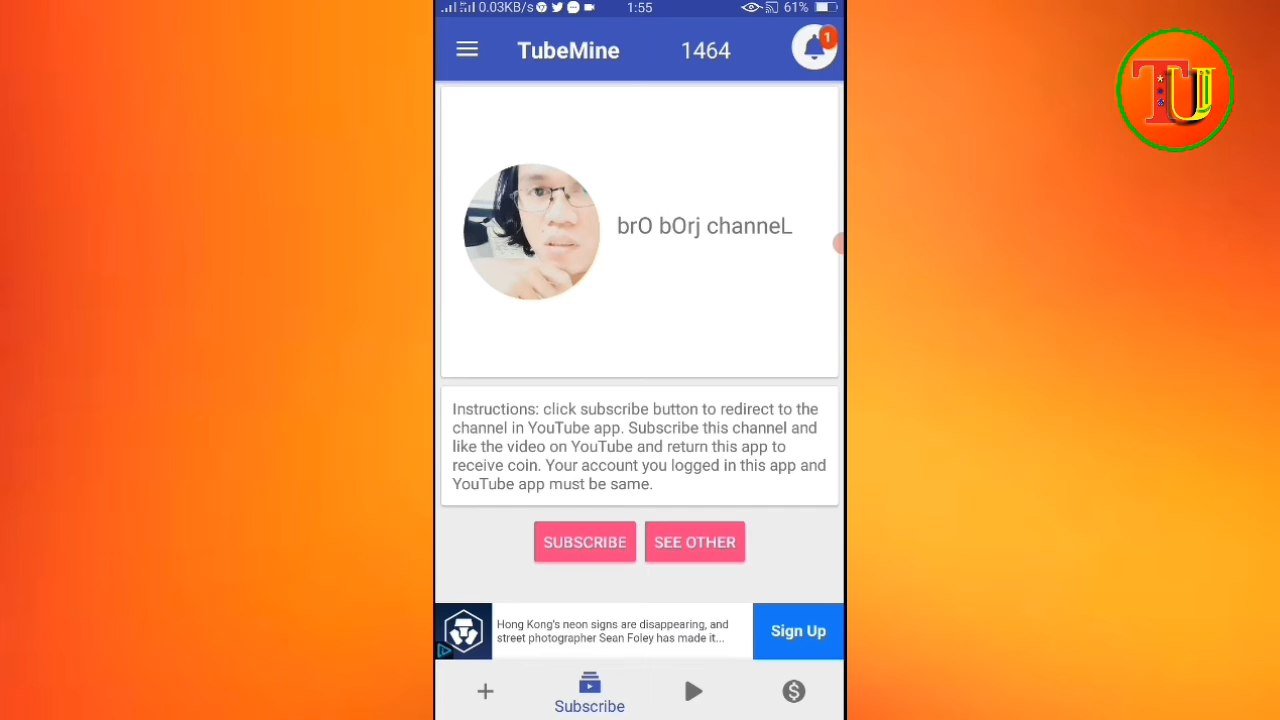 0.03KB/s 1:55 61%
TubeMine 1464 1
TU
brO bOrj channeL
Instructions: click subscribe button to redirect to the
channel in YouTube app. Subscribe this channel and
like the video on YouTube and return this app to
receive coin. Your account you logged in this app and
YouTube app must be same.
SUBSCRIBE SEE OTHER
Hong Kong's neon signs are disappearing, and
street photographer Sean Foley has made it...
Sign Up
Subscribe